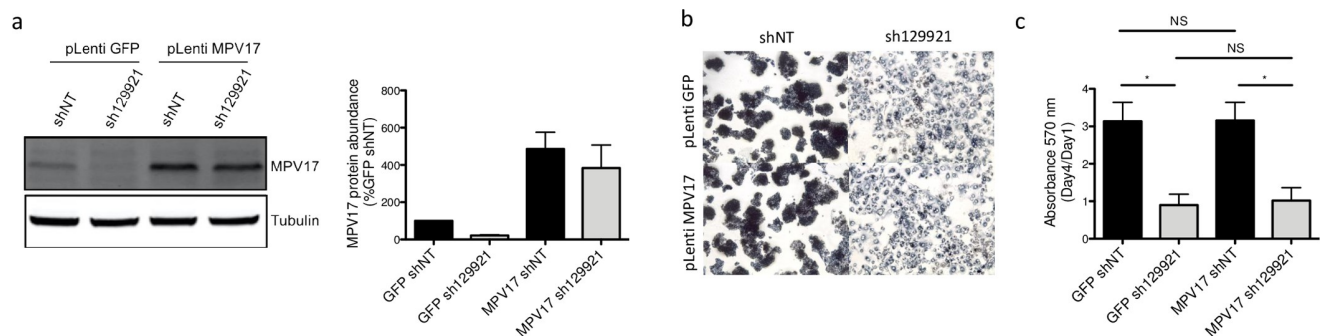 a
pLenti GFP
pLenti MPV17
shNT
sh129921
shNT
sh129921
MPV17
Tubulin
MPV17 protein abundance
(%GFP shNT)
800
600
400
200
0
GFP shNT
GFP sh129921
MPV17 shNT
MPV17 sh129921
b
shNT
sh129921
pLenti GFP
pLenti MPV17
c
NS
NS
*
*
Absorbance 570 nm
(Day4/Day1)
4
3
2
1
0
GFP shNT
GFP sh129921
MPV17 shNT
MPV17 sh129921